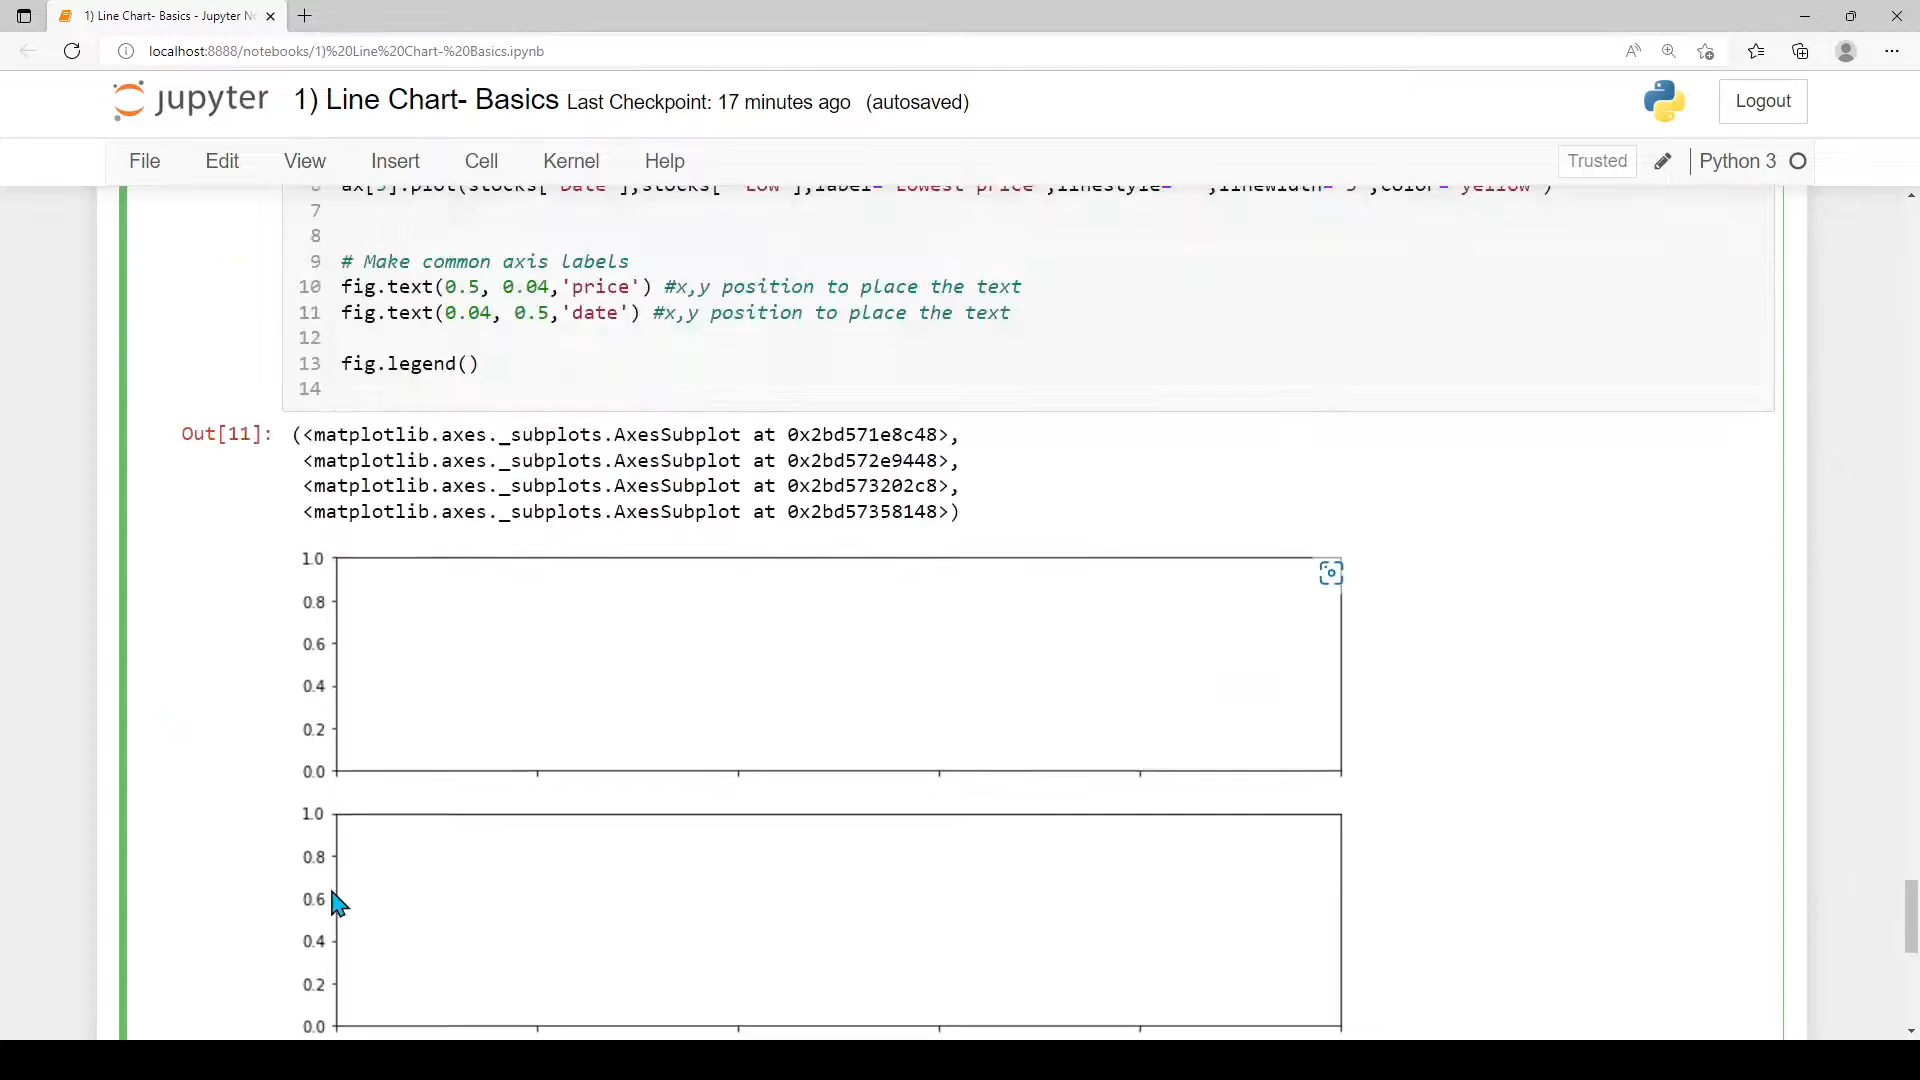 1) Line Chart- Basics - Jupyter No
localhost:8888/notebooks/1)%20Line%20Chart-%20Basics.ipynb
jupyter 1) Line Chart- Basics Last Checkpoint: 17 minutes ago (autosaved)
Logout
File Edit View Insert Cell Kernel Help
Trusted Python 3
7
8
9 # Make common axis labels
10 fig.text(0.5, 0.04,'price') #x,y position to place the text
11 fig.text(0.04, 0.5,'date') #x,y position to place the text
12
13 fig.legend()
14
Out[11]: (<matplotlib.axes._subplots.AxesSubplot at 0x2bd571e8c48>,
<matplotlib.axes._subplots.AxesSubplot at 0x2bd572e9448>,
<matplotlib.axes._subplots.AxesSubplot at 0x2bd573202c8>,
<matplotlib.axes._subplots.AxesSubplot at 0x2bd57358148>)
1.0
0.8
0.6
0.4
0.2
0.0
1.0
0.8
0.6
0.4
0.2
0.0